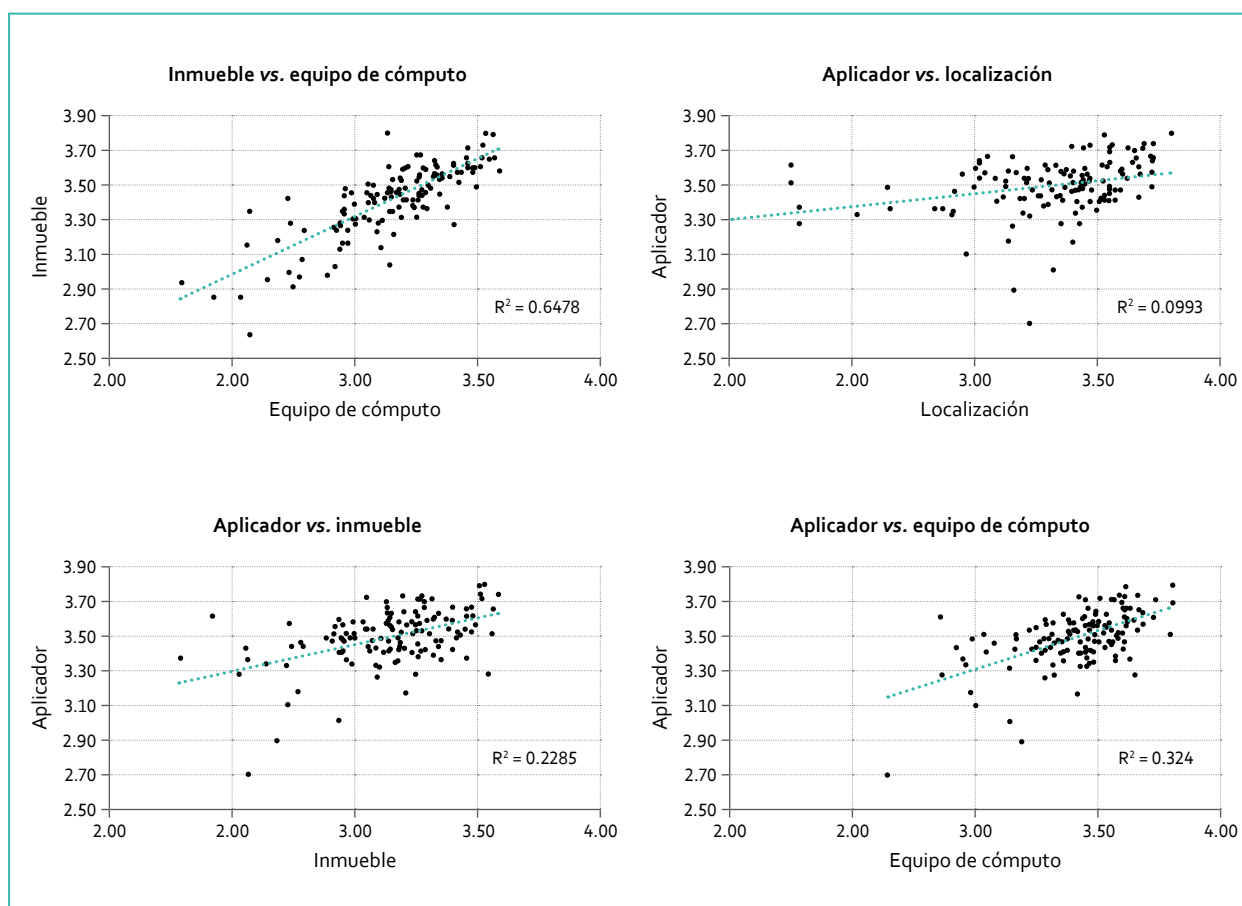 Inmueble vs. equipo de cómputo
3.90
3.70
3.50
3.30
3.10
2.90
2.70
2.50
Inmueble
R² = 0.6478
2.00 2.00 3.00 3.50 4.00
Equipo de cómputo
Aplicador vs. localización
3.90
3.70
3.50
3.30
3.10
2.90
2.70
2.50
Aplicador
R² = 0.0993
2.00 2.00 3.00 3.50 4.00
Localización
Aplicador vs. inmueble
3.90
3.70
3.50
3.30
3.10
2.90
2.70
2.50
Aplicador
R² = 0.2285
2.00 2.00 3.00 3.50 4.00
Inmueble
Aplicador vs. equipo de cómputo
3.90
3.70
3.50
3.30
3.10
2.90
2.70
2.50
Aplicador
R² = 0.324
2.00 2.00 3.00 3.50 4.00
Equipo de cómputo